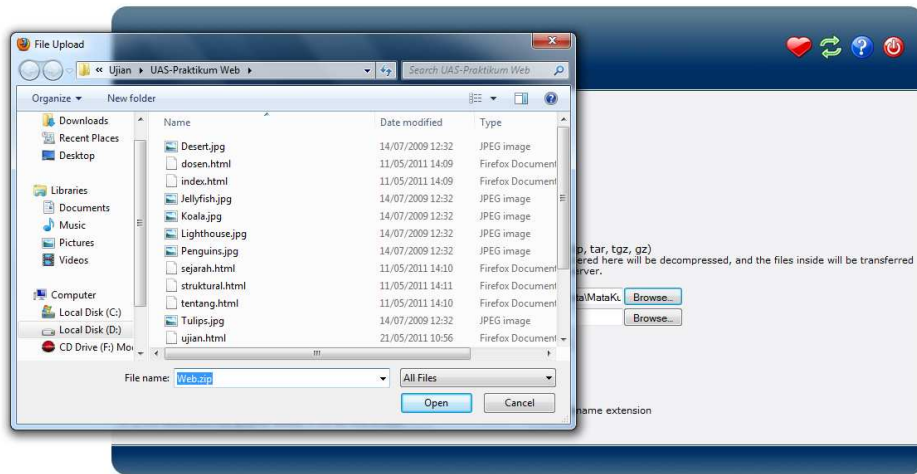 File Upload
« Ujian ▸ UAS-Praktikum Web ▸
Search UAS-Praktikum Web
Organize New folder
Downloads
Recent Places
Desktop
Libraries
Documents
Music
Pictures
Videos
Computer
Local Disk (C:)
Local Disk (D:)
CD Drive (F:)
Name Date modified Type
Desert.jpg 14/07/2009 12:32 JPEG image
dosen.html 11/05/2011 14:09 Firefox Document
index.html 11/05/2011 14:09 Firefox Document
Jellyfish.jpg 14/07/2009 12:32 JPEG image
Koala.jpg 14/07/2009 12:32 JPEG image
Lighthouse.jpg 14/07/2009 12:32 JPEG image
Penguins.jpg 14/07/2009 12:32 JPEG image
sejarah.html 11/05/2011 14:10 Firefox Document
struktural.html 11/05/2011 14:11 Firefox Document
tentang.html 11/05/2011 14:10 Firefox Document
Tulips.jpg 14/07/2009 12:32 JPEG image
ujian.html 21/05/2011 10:56 Firefox Document
File name: Web.zip All Files
Open Cancel
p, tar, tgz, gz)
ered here will be decompressed, and the files inside will be transferred
erver.
ta\MataKu Browse...
Browse...
name extension